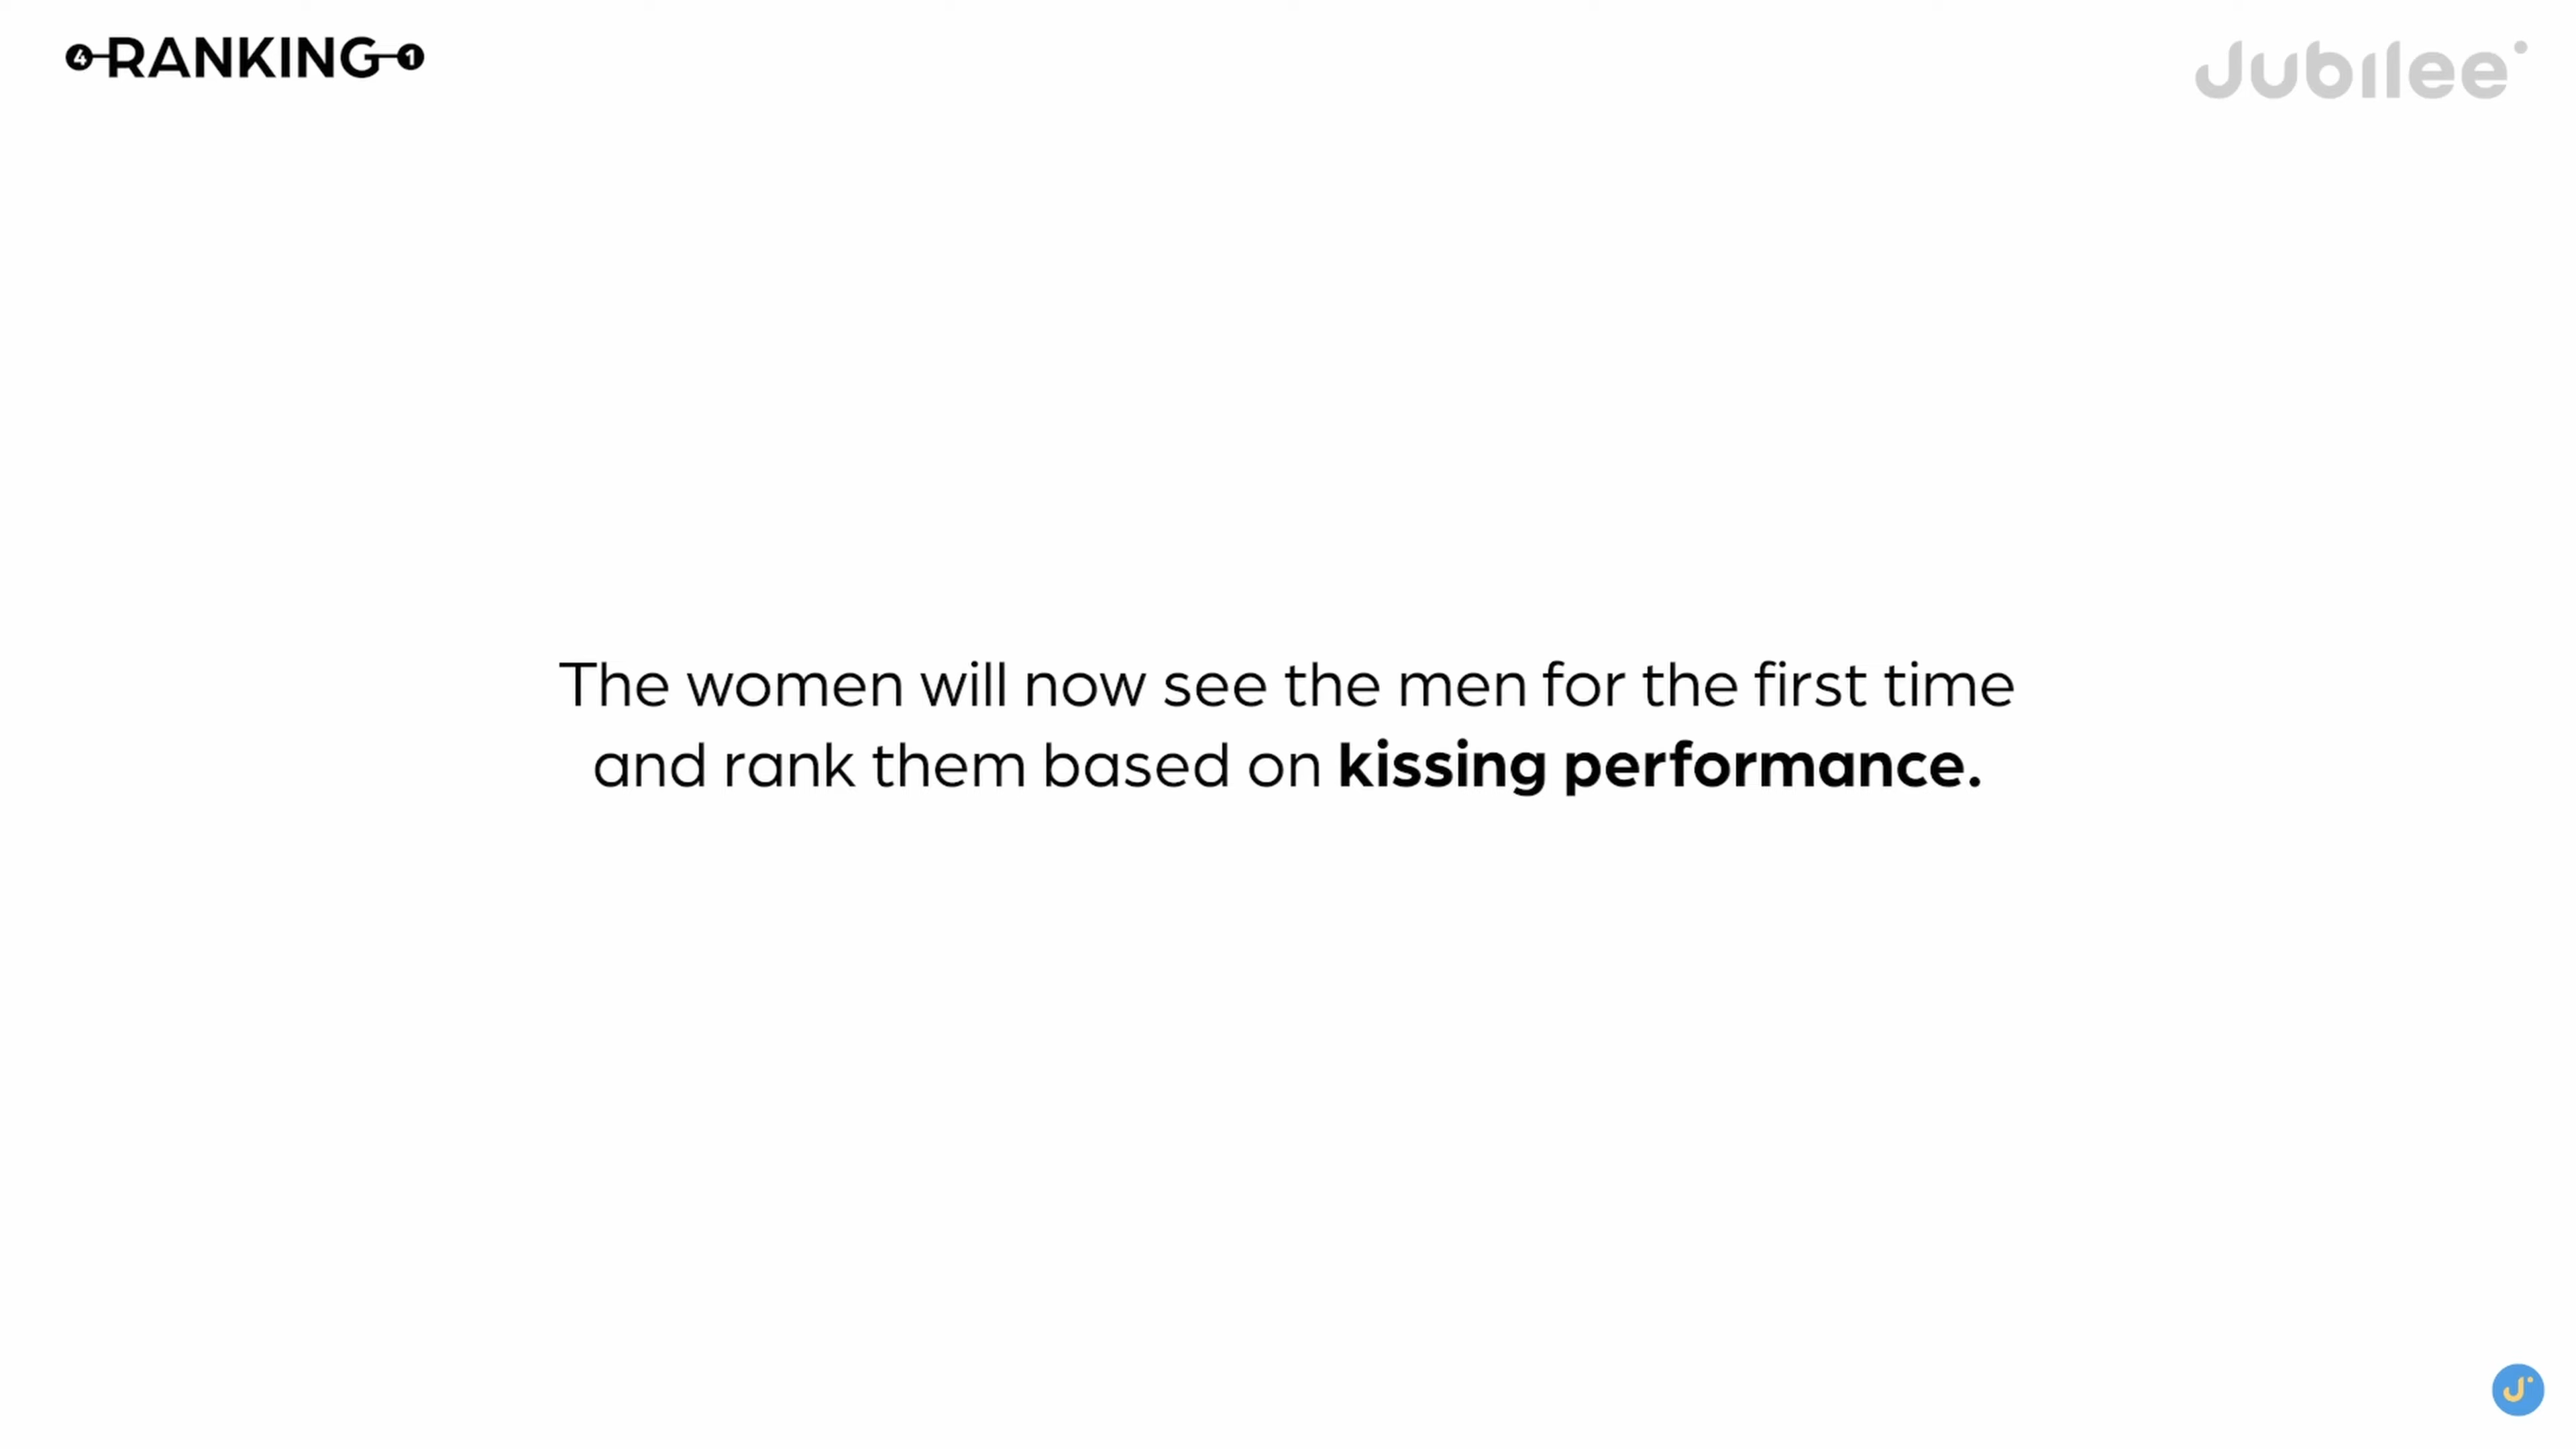 4 RANKING 1
Jubilee
The women will now see the men for the first time
and rank them based on kissing performance.
J